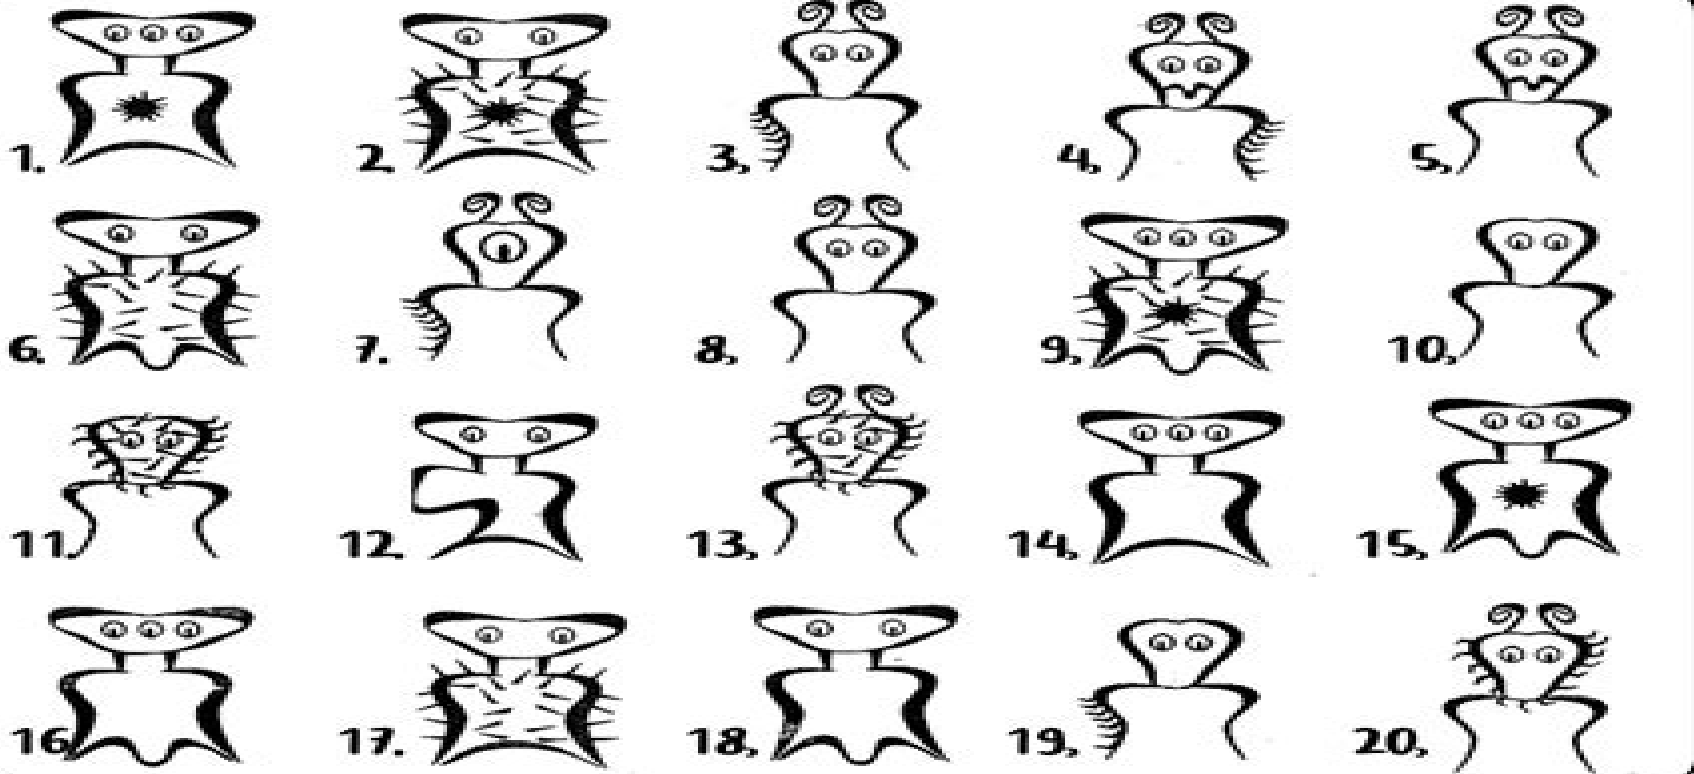 1. 2. 3, 4, 5,
6. 7. 8, 9, 10,
11, 12. 13, 14, 15,
16, 17. 18, 19, 20,